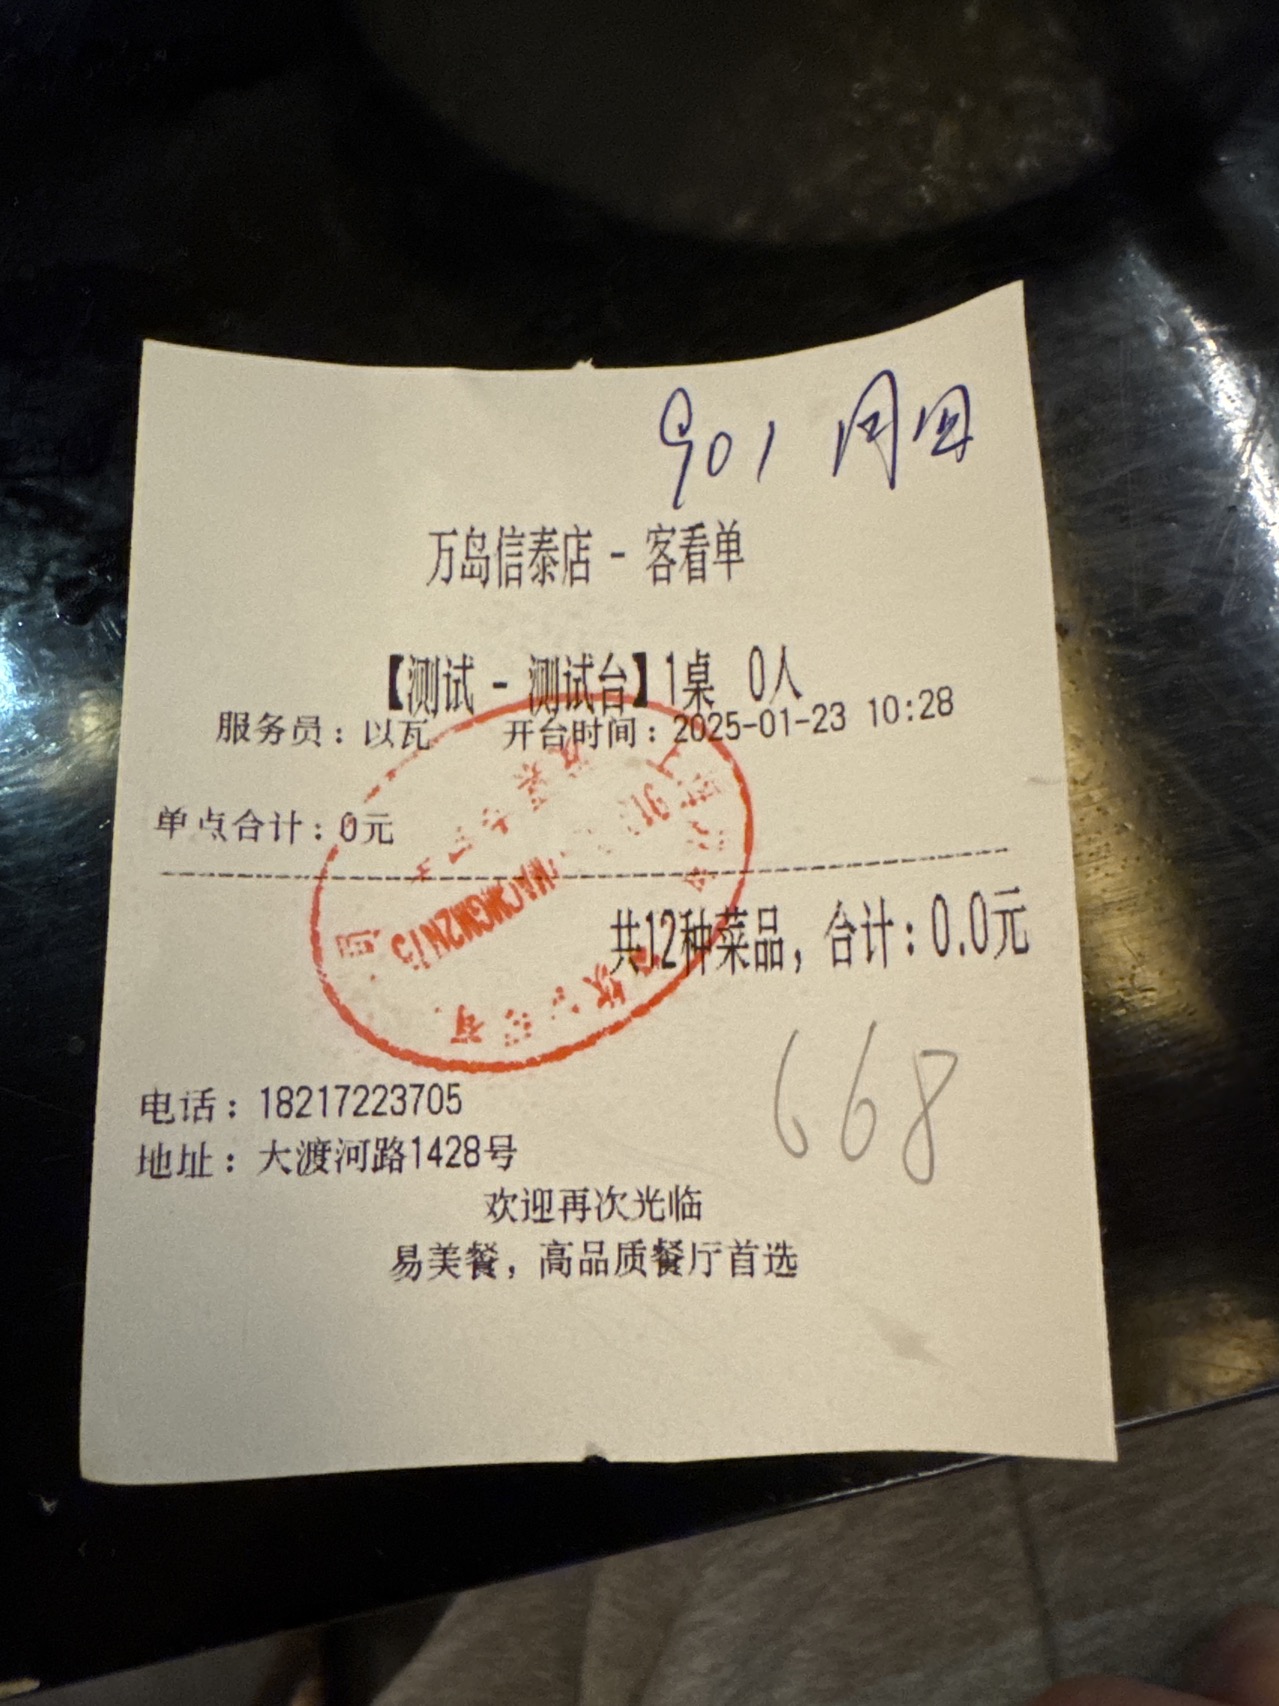 901 周四
万岛信泰店 - 客看单
【测试 - 测试台】1桌 0人
服务员：以瓦 开台时间：2025-01-23 10:28
单点合计：0元
共12种菜品，合计：0.0元
668
电话：18217223705
地址：大渡河路1428号
欢迎再次光临
易美餐，高品质餐厅首选